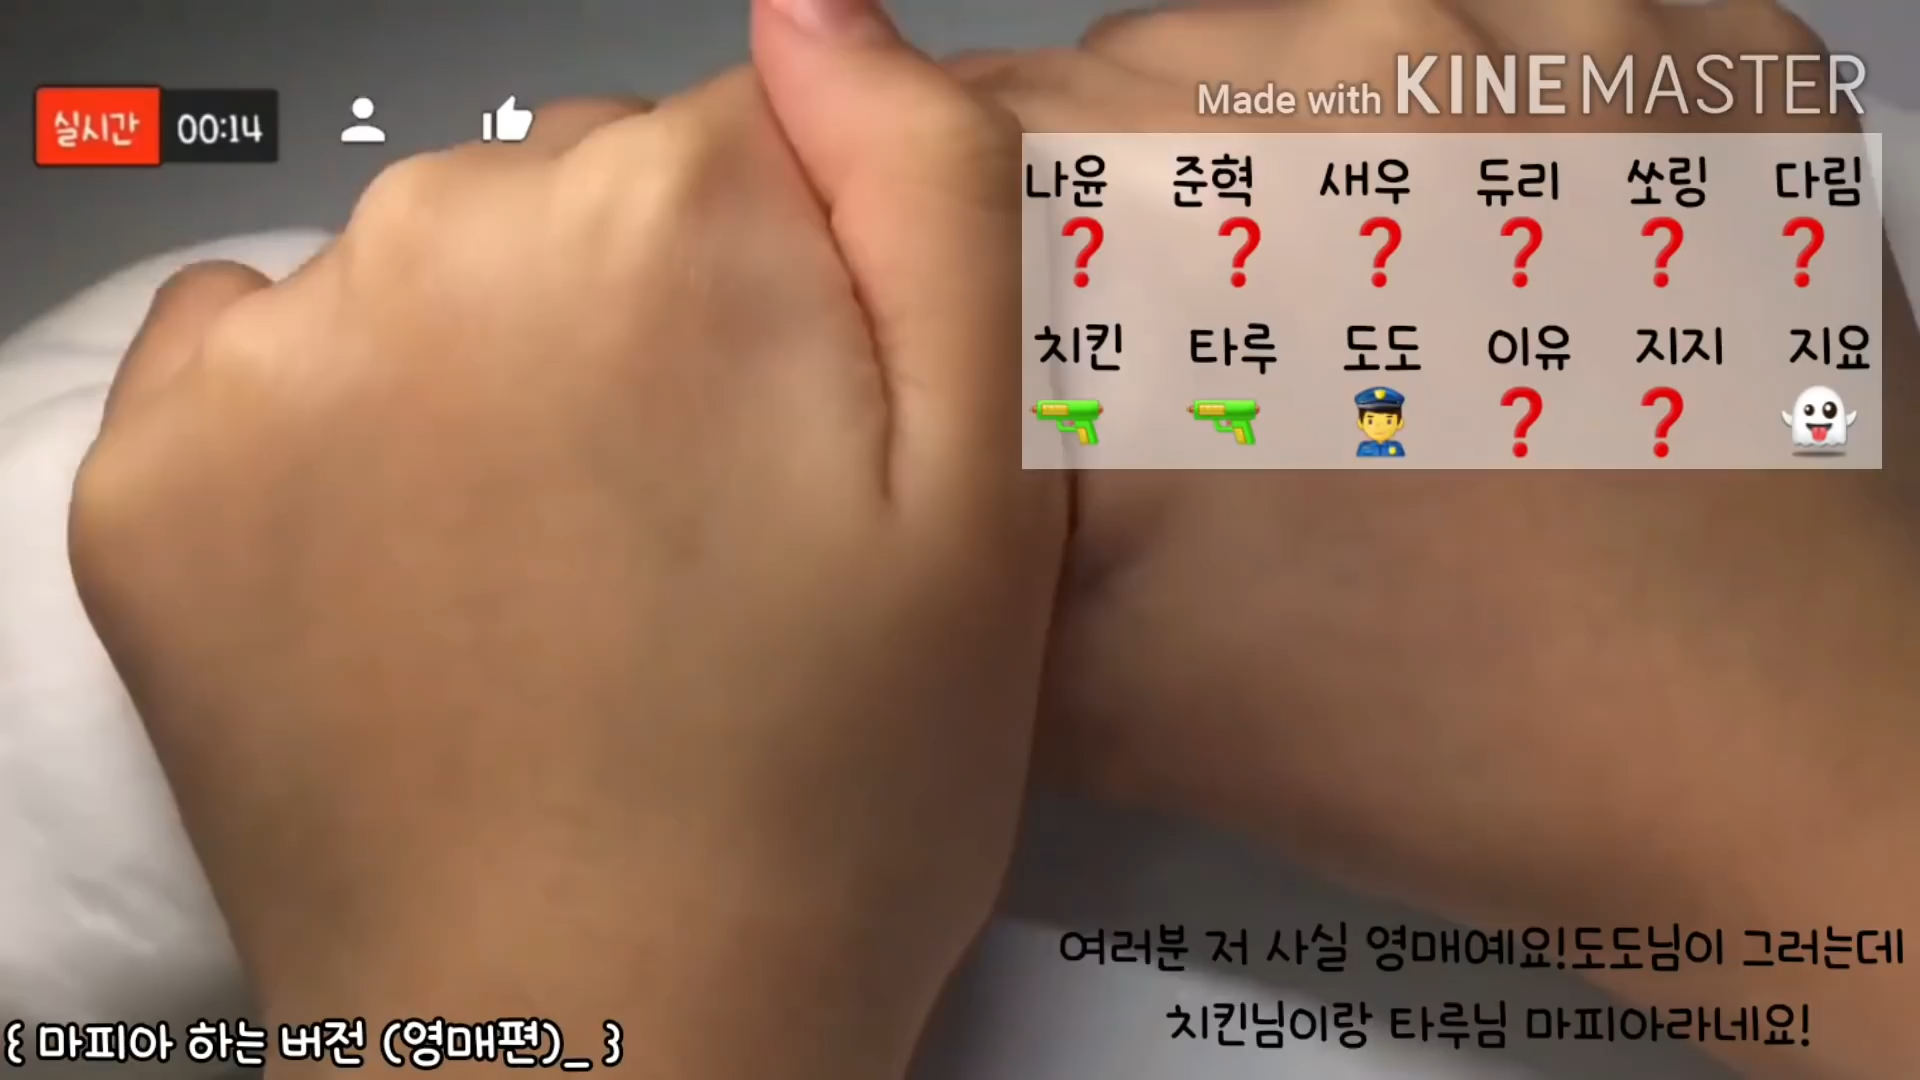 실시간 00:14
Made with KINEMASTER
나윤 준혁 새우 듀리 쏘링 다림
치킨 타루 도도 이유 지지 지요
여러분 저 사실 영매예요!도도님이 그러는데
치킨님이랑 타루님 마피아라네요!
{ 마피아 하는 버전 (영매편)_ }